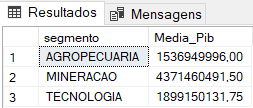 Resultados Mensagens
segmento Media_Pib
1 AGROPECUARIA 1536949996,00
2 MINERACAO 4371460491,50
3 TECNOLOGIA 1899150131,75